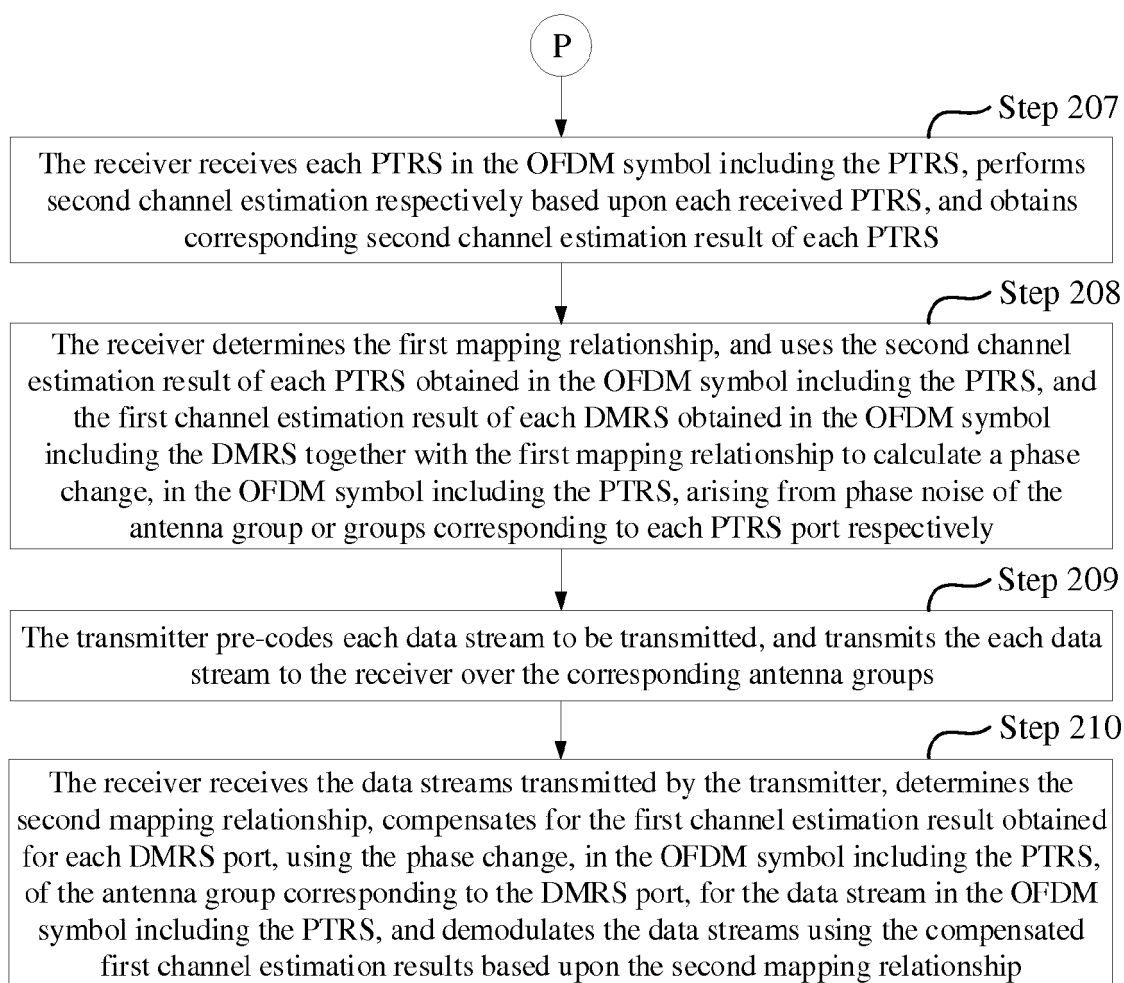 P
Step 207
The receiver receives each PTRS in the OFDM symbol including the PTRS, performs
second channel estimation respectively based upon each received PTRS, and obtains
corresponding second channel estimation result of each PTRS
Step 208
The receiver determines the first mapping relationship, and uses the second channel
estimation result of each PTRS obtained in the OFDM symbol including the PTRS, and
the first channel estimation result of each DMRS obtained in the OFDM symbol
including the DMRS together with the first mapping relationship to calculate a phase
change, in the OFDM symbol including the PTRS, arising from phase noise of the
antenna group or groups corresponding to each PTRS port respectively
Step 209
The transmitter pre-codes each data stream to be transmitted, and transmits the each data
stream to the receiver over the corresponding antenna groups
Step 210
The receiver receives the data streams transmitted by the transmitter, determines the
second mapping relationship, compensates for the first channel estimation result obtained
for each DMRS port, using the phase change, in the OFDM symbol including the PTRS,
of the antenna group corresponding to the DMRS port, for the data stream in the OFDM
symbol including the PTRS, and demodulates the data streams using the compensated
first channel estimation results based upon the second mapping relationship